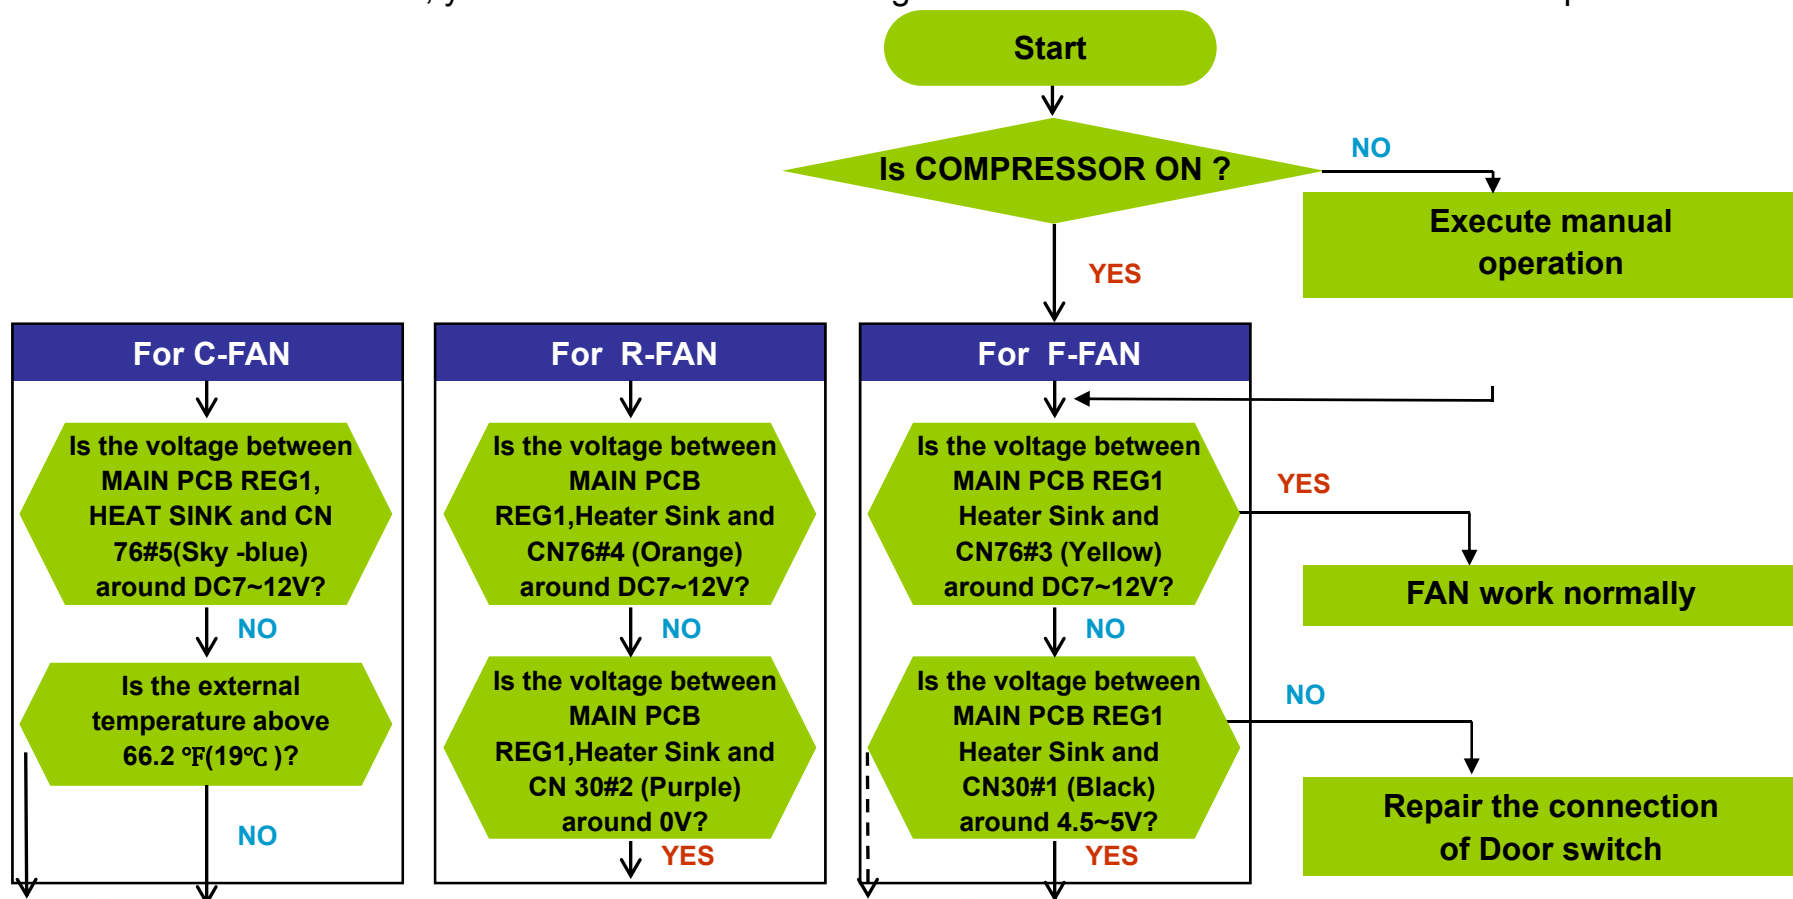 Start
Is COMPRESSOR ON ?
NO
Execute manual
operation
YES
For C-FAN
For R-FAN
For F-FAN
Is the voltage between
MAIN PCB REG1,
HEAT SINK and CN
76#5(Sky -blue)
around DC7~12V?
NO
Is the external
temperature above
66.2 ℉(19℃ )?
NO
Is the voltage between
MAIN PCB
REG1,Heater Sink and
CN76#4 (Orange)
around DC7~12V?
NO
Is the voltage between
MAIN PCB
REG1,Heater Sink and
CN 30#2 (Purple)
around 0V?
YES
Is the voltage between
MAIN PCB REG1
Heater Sink and
CN76#3 (Yellow)
around DC7~12V?
YES
FAN work normally
NO
Is the voltage between
MAIN PCB REG1
Heater Sink and
CN30#1 (Black)
around 4.5~5V?
NO
Repair the connection
of Door switch
YES